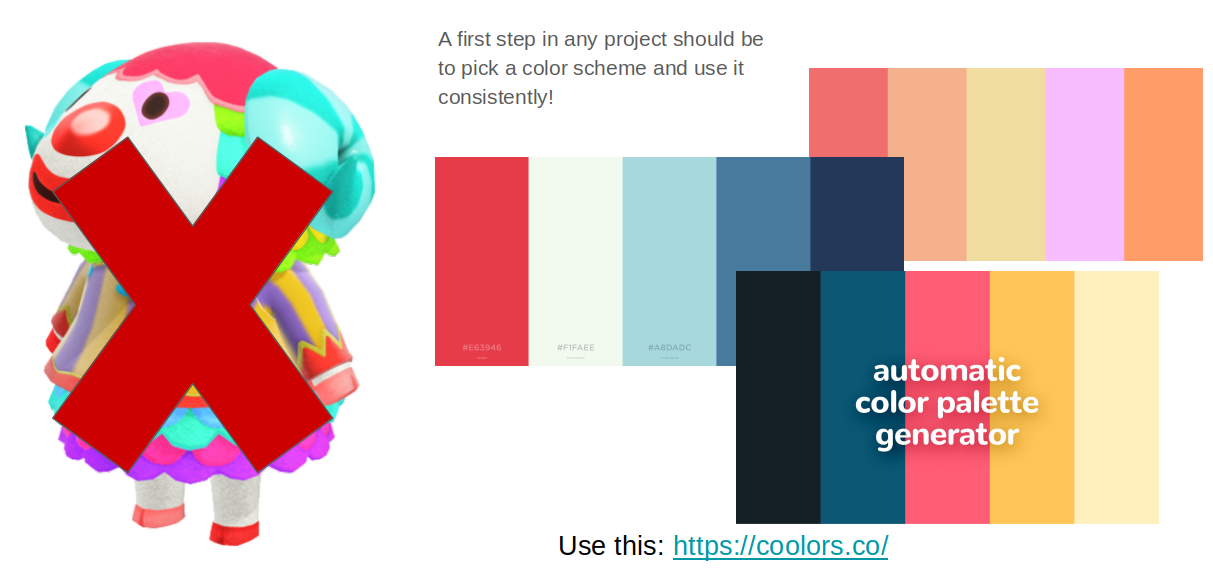 A first step in any project should be
to pick a color scheme and use it
consistently!
#E63946
#F1FAEE
#A8DADC
automatic
color palette
generator
Use this: https://coolors.co/